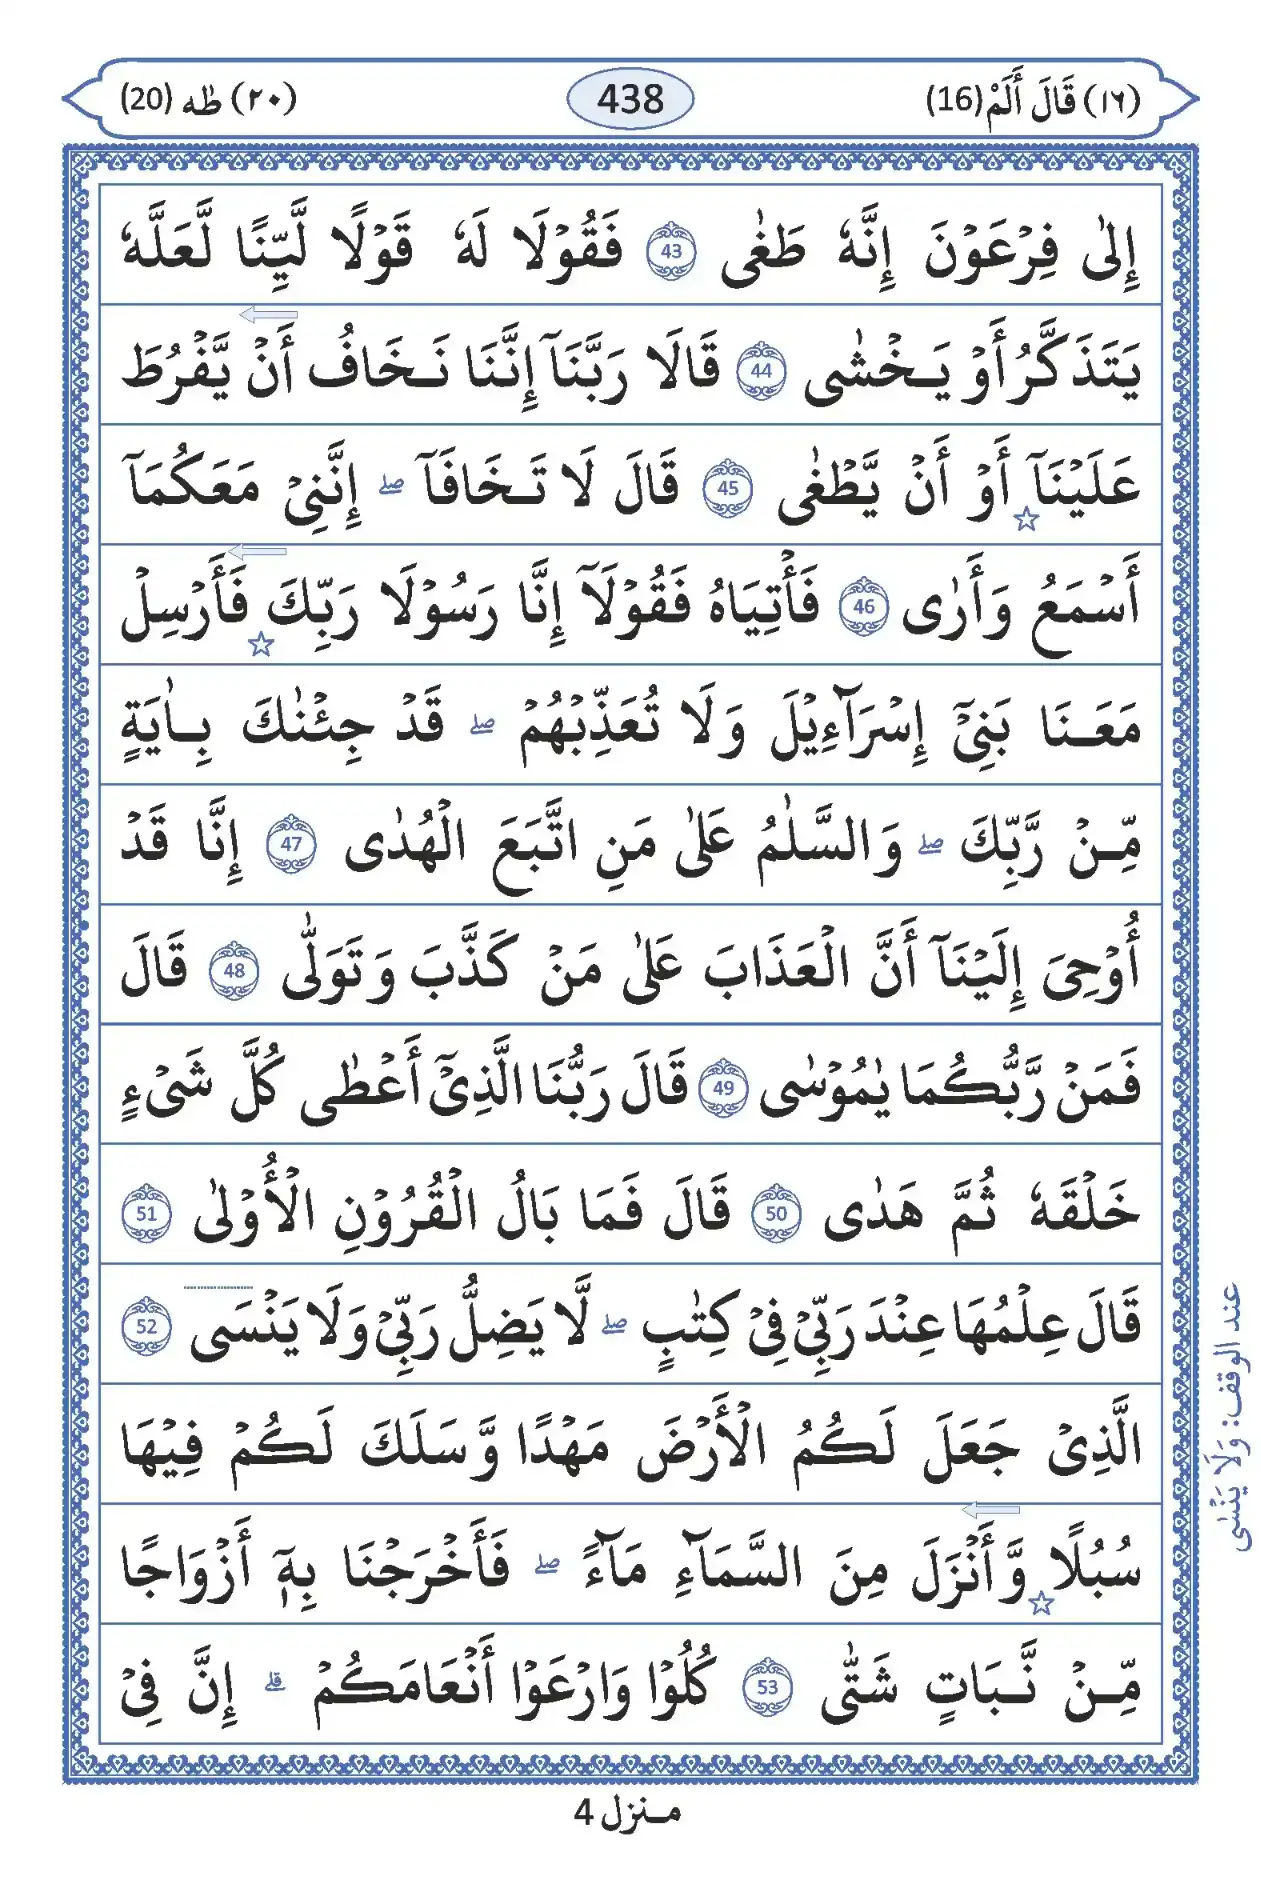 (١٦) قَالَ أَلَمْ (16)
438
(٢٠) طٰه (20)
إِلٰى فِرْعَوْنَ إِنَّهٗ طَغٰى 43 فَقُوْلَا لَهٗ قَوْلًا لَّيِّنًا لَّعَلَّهٗ
يَتَذَكَّرُ أَوْ يَخْشٰى 44 قَالَا رَبَّنَآ إِنَّنَا نَخَافُ أَنْ يَّفْرُطَ
عَلَيْنَآ أَوْ أَنْ يَّطْغٰى 45 قَالَ لَا تَخَافَآ ۖ إِنَّنِيْ مَعَكُمَآ
أَسْمَعُ وَأَرٰى 46 فَأْتِيَاهُ فَقُوْلَآ إِنَّا رَسُوْلَا رَبِّكَ فَأَرْسِلْ
مَعَنَا بَنِيْٓ إِسْرَآءِيْلَ وَلَا تُعَذِّبْهُمْ ۖ قَدْ جِئْنٰكَ بِاٰيَةٍ
مِّنْ رَّبِّكَ ۖ وَالسَّلٰمُ عَلٰى مَنِ اتَّبَعَ الْهُدٰى 47 إِنَّا قَدْ
أُوْحِيَ إِلَيْنَآ أَنَّ الْعَذَابَ عَلٰى مَنْ كَذَّبَ وَتَوَلّٰى 48 قَالَ
فَمَنْ رَّبُّكُمَا يٰمُوْسٰى 49 قَالَ رَبُّنَا الَّذِيْٓ أَعْطٰى كُلَّ شَيْءٍ
خَلْقَهٗ ثُمَّ هَدٰى 50 قَالَ فَمَا بَالُ الْقُرُوْنِ الْأُوْلٰى 51
قَالَ عِلْمُهَا عِنْدَ رَبِّيْ فِيْ كِتٰبٍ ۖ لَّا يَضِلُّ رَبِّيْ وَلَا يَنْسَى 52
الَّذِيْ جَعَلَ لَكُمُ الْأَرْضَ مَهْدًا وَّسَلَكَ لَكُمْ فِيْهَا
سُبُلًا وَّأَنْزَلَ مِنَ السَّمَآءِ مَآءً ۖ فَأَخْرَجْنَا بِهٖٓ أَزْوَاجًا
مِّنْ نَّبَاتٍ شَتّٰى 53 كُلُوْا وَارْعَوْا أَنْعَامَكُمْ ۗ إِنَّ فِيْ
عند الوقف: وَلَا يَنْسٰى
منزل 4